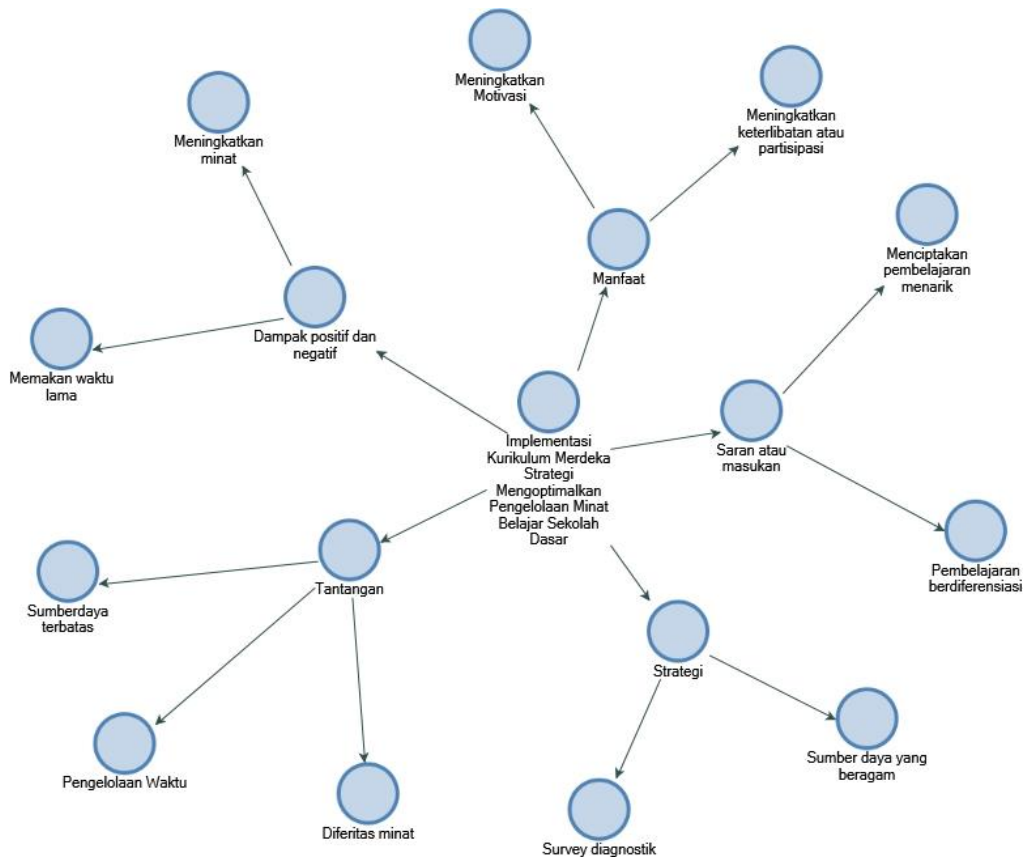 Meningkatkan
Motivasi
Meningkatkan
keterlibatan atau
partisipasi
Meningkatkan
minat
Menciptakan
pembelajaran
menarik
Manfaat
Dampak positif dan
negatif
Memakan waktu
lama
Implementasi
Kurikulum Merdeka
Strategi
Mengoptimalkan
Pengelolaan Minat
Belajar Sekolah
Dasar
Saran atau
masukan
Pembelajaran
berdiferensiasi
Tantangan
Sumberdaya
terbatas
Strategi
Pengelolaan Waktu
Sumber daya yang
beragam
Diferitas minat
Survey diagnostik